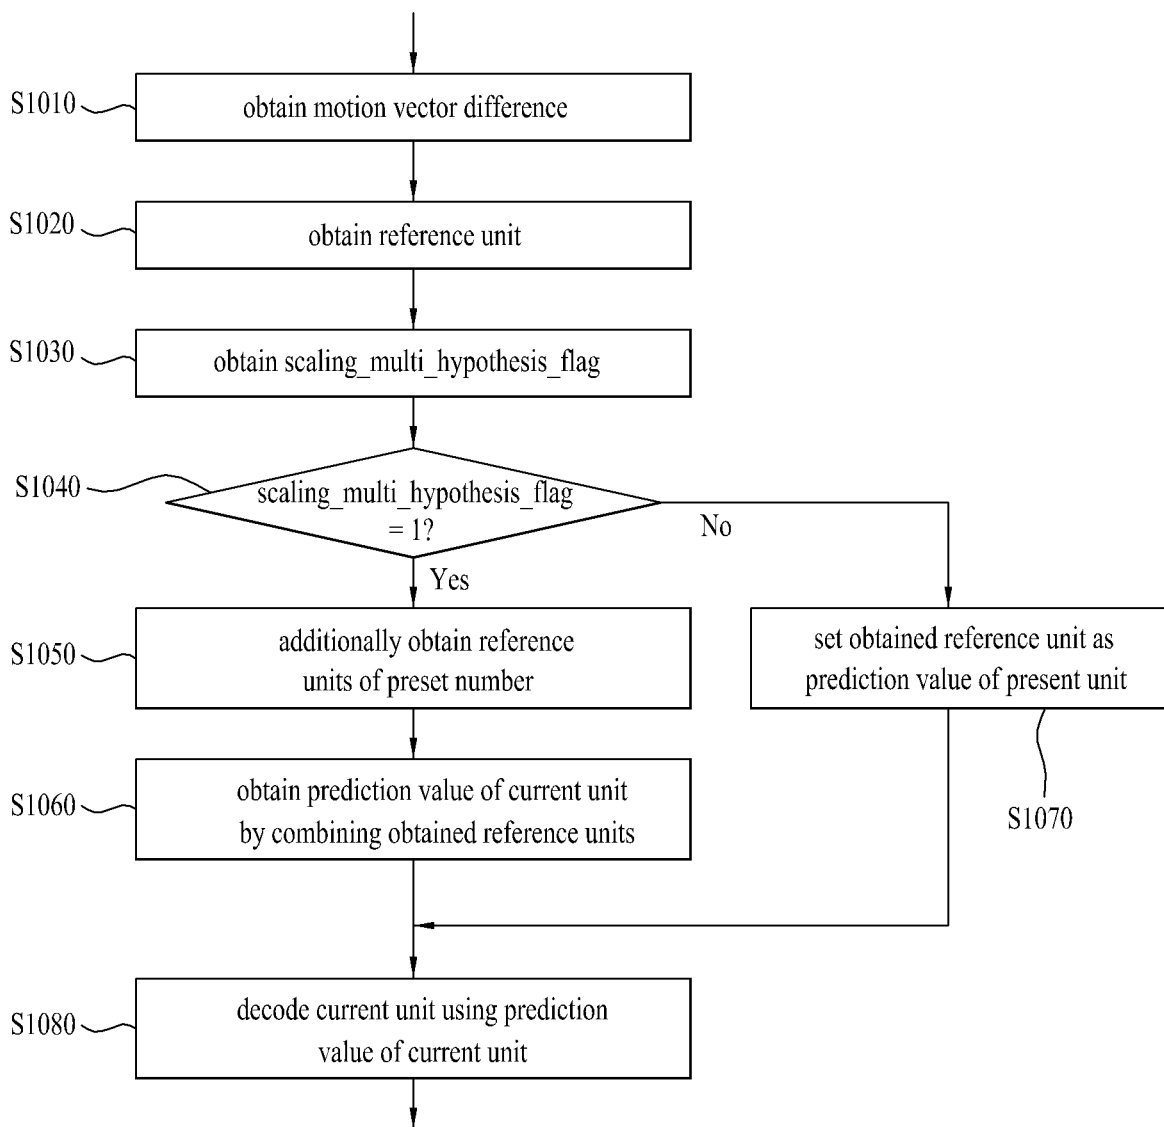 S1010
obtain motion vector difference
S1020
obtain reference unit
S1030
obtain scaling_multi_hypothesis_flag
S1040
scaling_multi_hypothesis_flag
= 1?
No
Yes
S1050
additionally obtain reference
units of preset number
set obtained reference unit as
prediction value of present unit
S1060
obtain prediction value of current unit
by combining obtained reference units
S1070
S1080
decode current unit using prediction
value of current unit